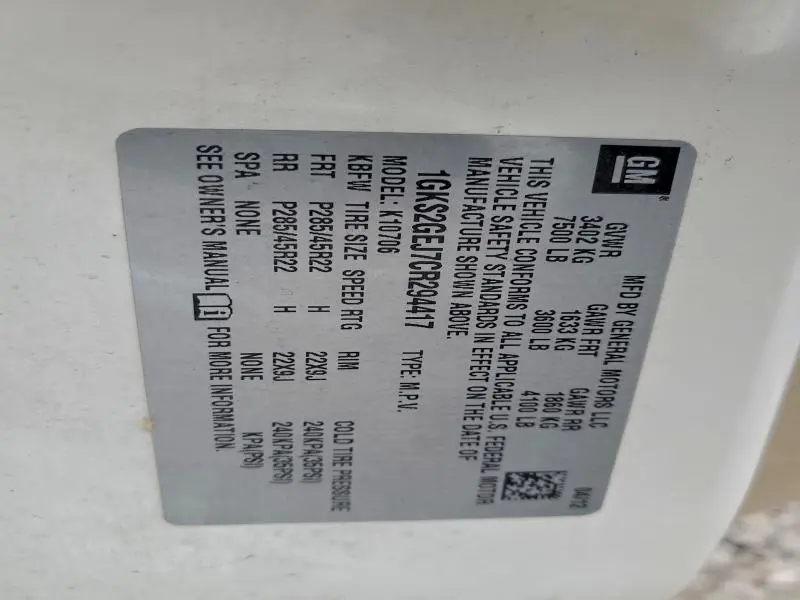 GM ®
MFD BY GENERAL MOTORS LLC 04/12
GVWR GAWR FRT GAWR RR
3402 KG 1633 KG 1860 KG
7500 LB 3600 LB 4100 LB
THIS VEHICLE CONFORMS TO ALL APPLICABLE U.S. FEDERAL MOTOR
VEHICLE SAFETY STANDARDS IN EFFECT ON THE DATE OF
MANUFACTURE SHOWN ABOVE.
1GKS2GEJ7CR294417 TYPE: M.P.V.
MODEL: K10706
KBFW TIRE SIZE SPEED RTG RIM COLD TIRE PRESSURE
FRT P285/45R22 H 22X9J 240KPA(35PSI)
RR P285/45R22 H 22X9J 240KPA(35PSI)
SPA NONE NONE KPA(PSI)
SEE OWNER'S MANUAL FOR MORE INFORMATION.